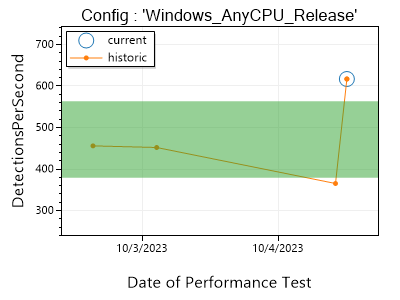 Config : 'Windows_AnyCPU_Release'
current
historic
DetectionsPerSecond
700
600
500
400
300
10/3/2023
10/4/2023
Date of Performance Test